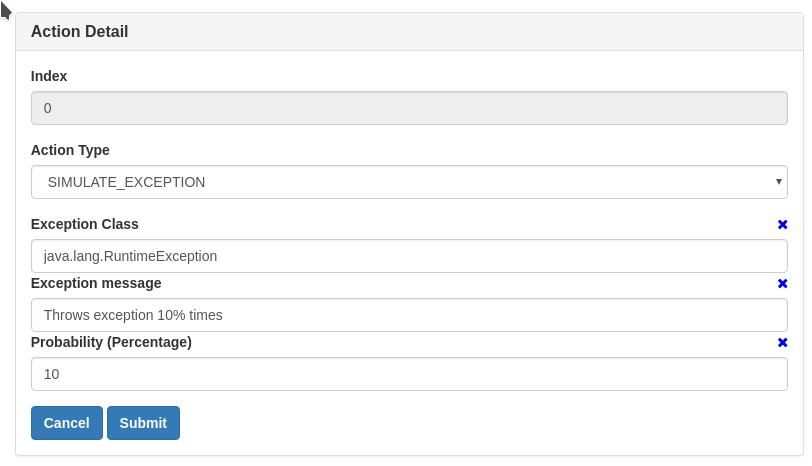 Action Detail
Index
0
Action Type
SIMULATE_EXCEPTION
Exception Class
java.lang.RuntimeException
Exception message
Throws exception 10% times
Probability (Percentage)
10
Cancel Submit